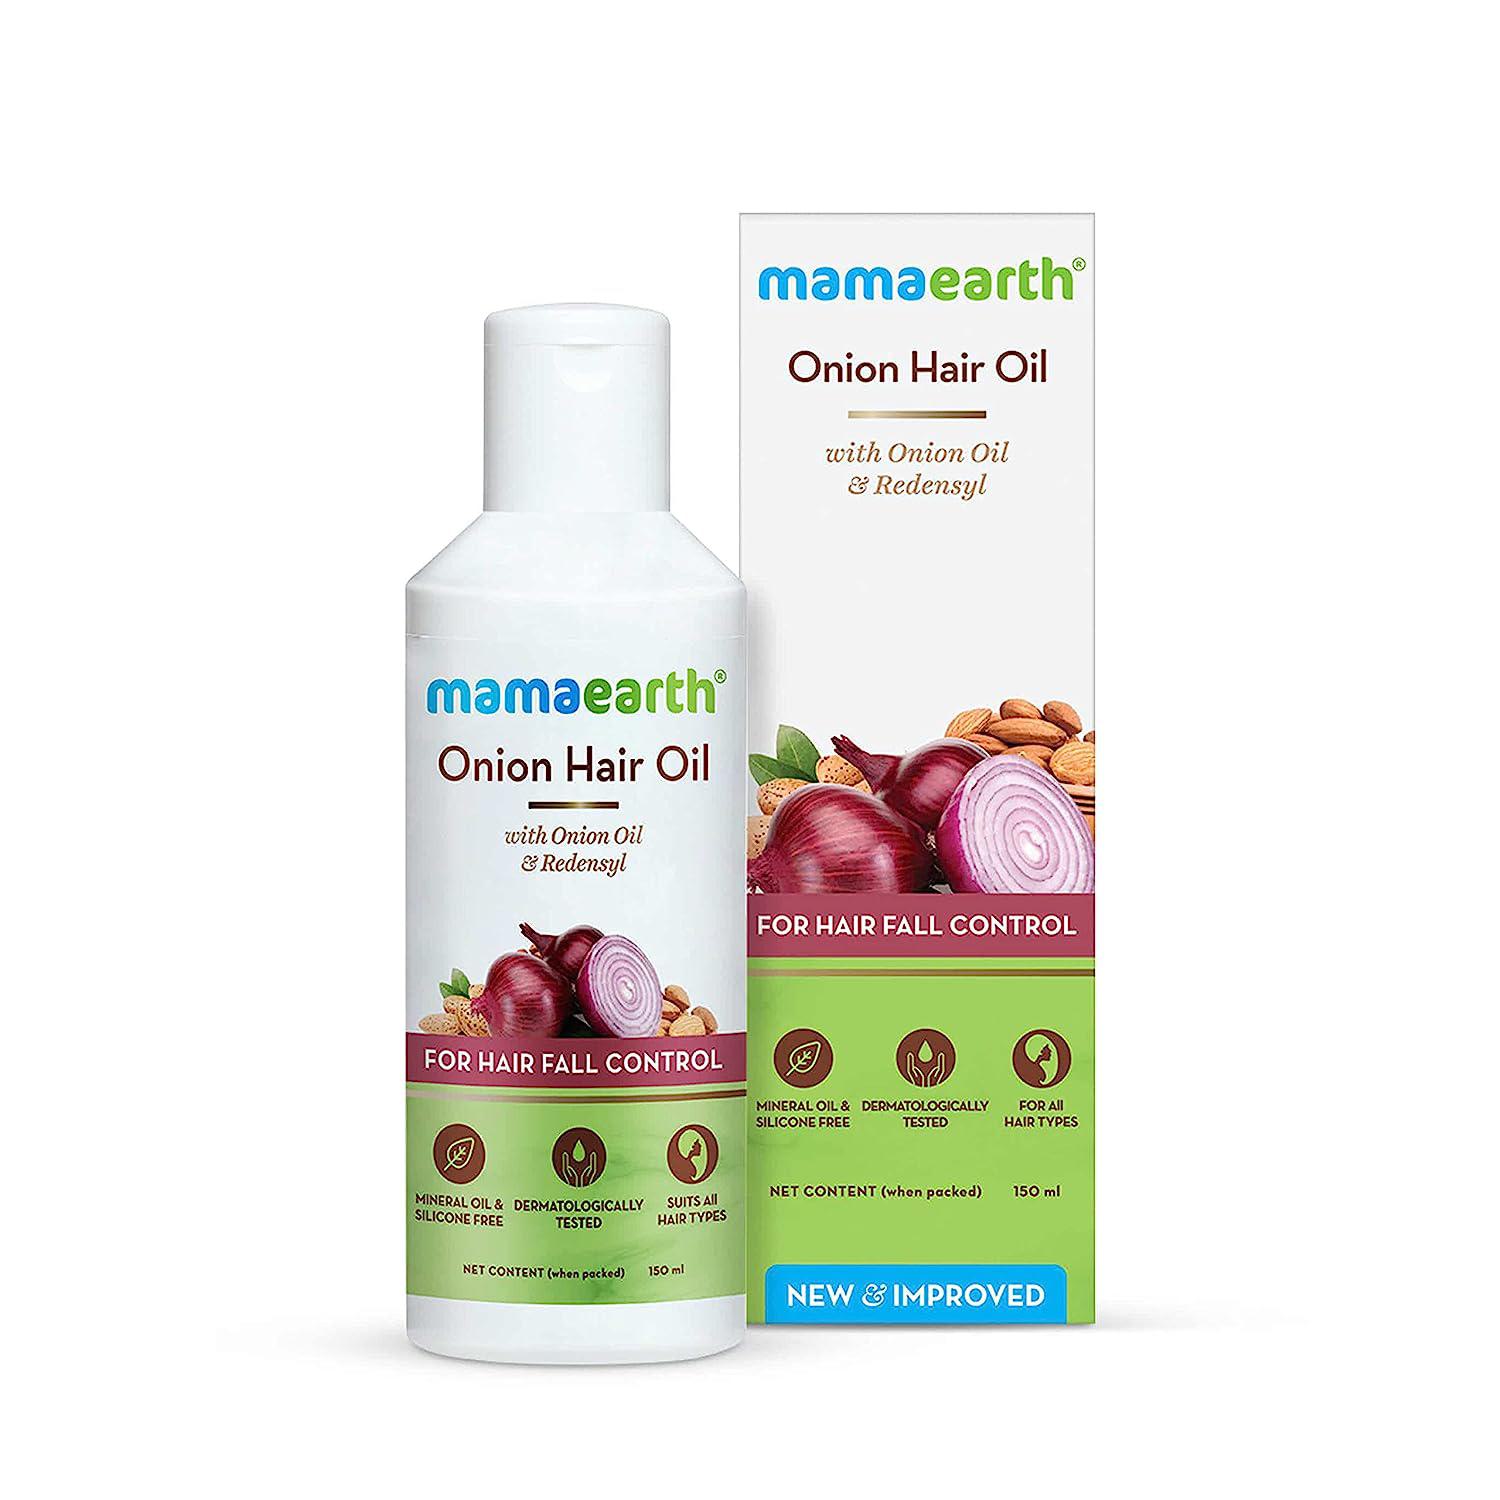 mamaearth®
Onion Hair Oil
with Onion Oil
& Redensyl
FOR HAIR FALL CONTROL
MINERAL OIL &
SILICONE FREE
DERMATOLOGICALLY
TESTED
SUITS All
HAIR TYPES
NET CONTENT (when packed) 150 ml
mamaearth®
Onion Hair Oil
with Onion Oil
& Redensyl
FOR HAIR FALL CONTROL
MINERAL OIL &
SILICONE FREE
DERMATOLOGICALLY
TESTED
FOR All
HAIR TYPES
NET CONTENT (when packed) 150 ml
NEW & IMPROVED